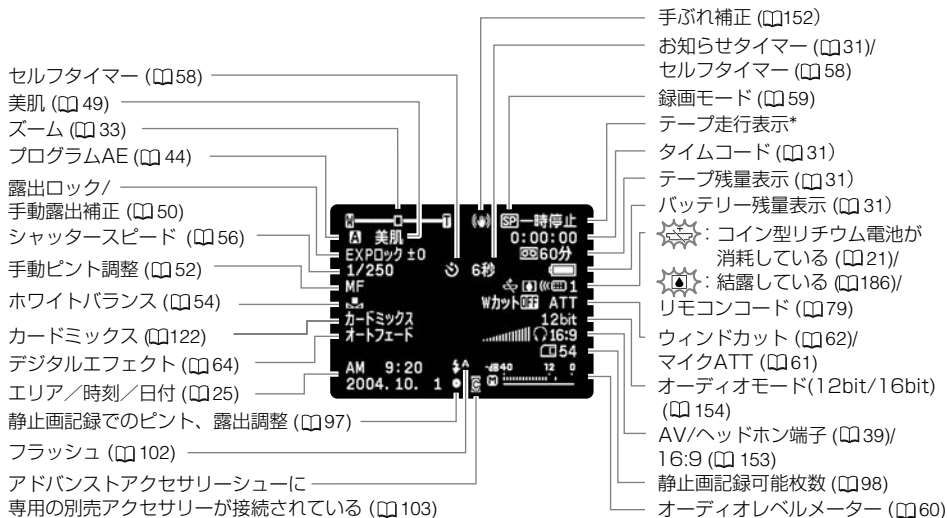 セルフタイマー (58)
美肌 (49)
ズーム (33)
プログラムAE (44)
露出ロック/
手動露出補正 (50)
シャッタースピード (56)
手動ピント調整 (52)
ホワイトバランス (54)
カードミックス (122)
デジタルエフェクト (64)
エリア／時刻／日付 (25)
静止画記録でのピント、露出調整 (97)
フラッシュ (102)
アドバンストアクセサリーシューに
専用の別売アクセサリーが接続されている (103)
W T
A 美肌
EXPロック ±0
1/250
MF
カードミックス
オートフェード
AM 9:20
2004.10. 1
SP 一時停止
0:00:00
60分
6秒
1
Wカット OFF ATT
12bit
16:9
54
-dB40 12 0
手ぶれ補正 (152）
お知らせタイマー (31)/
セルフタイマー (58)
録画モード (59)
テープ走行表示*
タイムコード (31）
テープ残量表示 (31）
バッテリー残量表示 (31）
：コイン型リチウム電池が
消耗している (21)/
：結露している (186)/
リモコンコード (79)
ウィンドカット (62)/
マイクATT (61)
オーディオモード(12bit/16bit)
(154)
AV/ヘッドホン端子 (39)/
16:9 (153)
静止画記録可能枚数 (98)
オーディオレベルメーター (60)